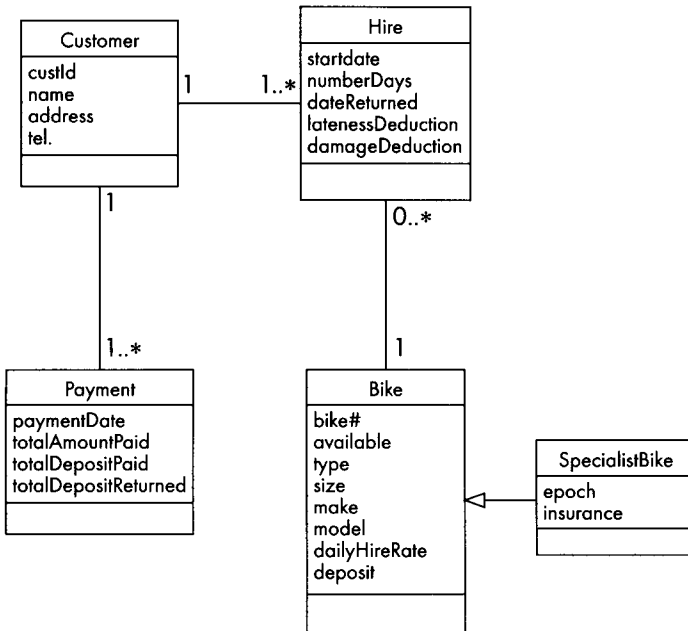 Customer
custId
name
address
tel.
1
1..*
Hire
startdate
numberDays
dateReturned
latenessDeduction
damageDeduction
1
0..*
1..*
1
Payment
paymentDate
totalAmountPaid
totalDepositPaid
totalDepositReturned
Bike
bike#
available
type
size
make
model
dailyHireRate
deposit
SpecialistBike
epoch
insurance